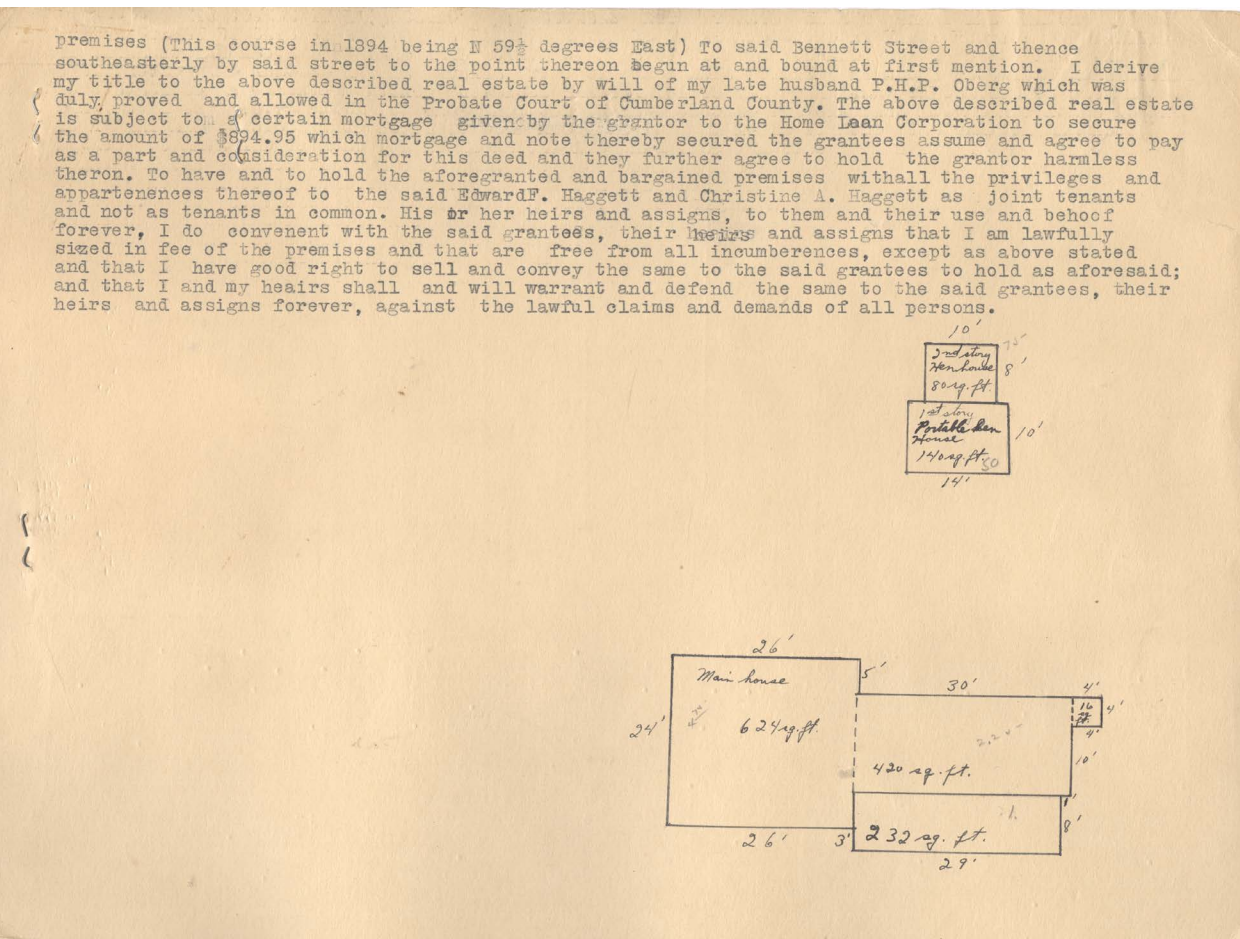 premises (This course in 1894 being N 59½ degrees East) To said Bennett Street and thence
southeasterly by said street to the point thereon begun at and bound at first mention. I derive
my title to the above described real estate by will of my late husband P.H.P. Oberg which was
duly, proved and allowed in the Probate Court of Cumberland County. The above described real estate
is subject to a certain mortgage given by the grantor to the Home Loan Corporation to secure
the amount of $894.95 which mortgage and note thereby secured the grantees assume and agree to pay
as a part and consideration for this deed and they further agree to hold the grantor harmless
theron. To have and to hold the aforegranted and bargained premises withall the privileges and
appartenences thereof to the said EdwardF. Haggett and Christine A. Haggett as joint tenants
and not as tenants in common. His or her heirs and assigns, to them and their use and behoof
forever, I do convenent with the said grantees, their heirs and assigns that I am lawfully
sized in fee of the premises and that are free from all incumberences, except as above stated
and that I have good right to sell and convey the same to the said grantees to hold as aforesaid;
and that I and my heairs shall and will warrant and defend the same to the said grantees, their
heirs and assigns forever, against the lawful claims and demands of all persons.
10'
2nd story
Hen house
80 sq. ft.
8'
1st story
Portable Hen
House
140 sq. ft.
50
10'
14'
26'
Main house
5'
30'
4'
16
ft.
4'
4'
24'
624 sq. ft.
2.25
10'
420 sq. ft.
1'
26'
3'
232 sq. ft.
8'
29'